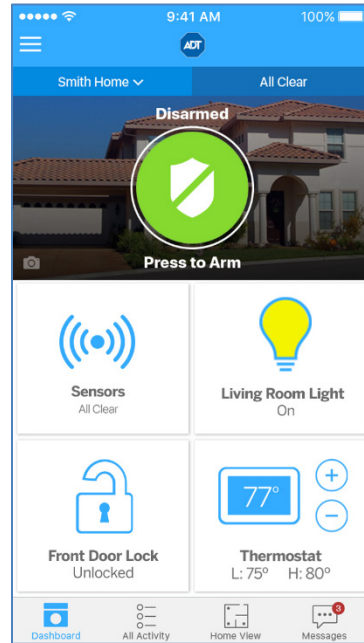 9:41 AM 100%
ADT
Smith Home All Clear
Disarmed
Press to Arm
Sensors
All Clear
Living Room Light
On
Front Door Lock
Unlocked
77°
+
−
Thermostat
L: 75° H: 80°
3
Dashboard All Activity Home View Messages